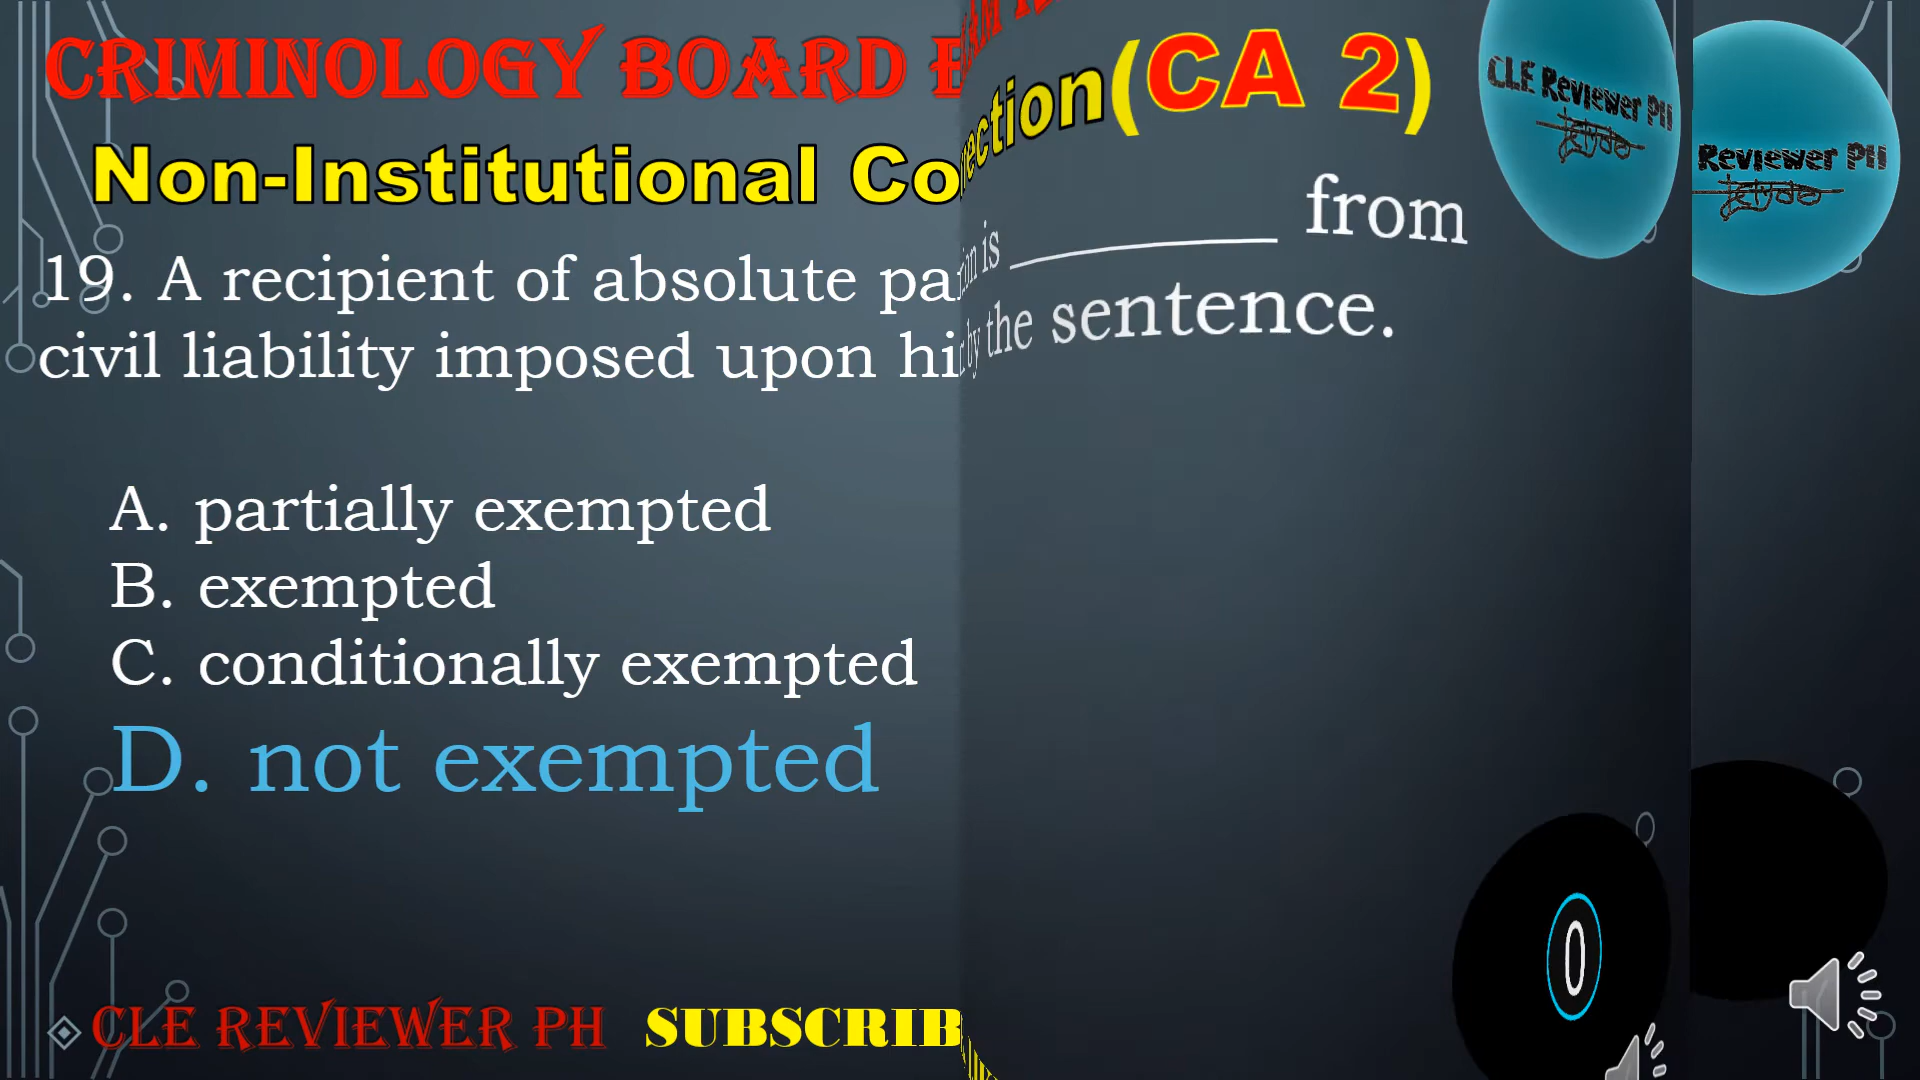 CRIMINOLOGY BOARD
Non-Institutional Co ection(CA 2)
CLE Reviewer PH
Reviewer PH
19. A recipient of absolute pa is ____________ from
civil liability imposed upon hi by the sentence.
A. partially exempted
B. exempted
C. conditionally exempted
D. not exempted
0
CLE REVIEWER PH SUBSCRIB